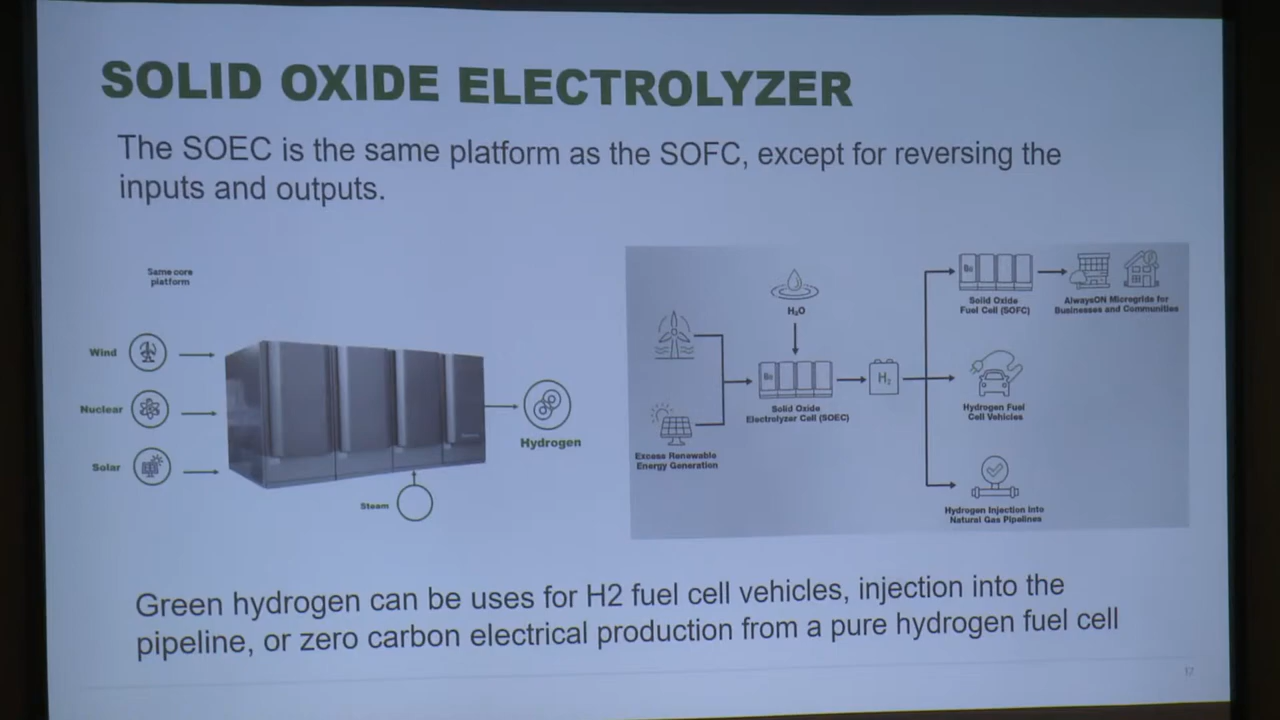 SOLID OXIDE ELECTROLYZER
The SOEC is the same platform as the SOFC, except for reversing the
inputs and outputs.
Same core
platform
Wind
Nuclear
Solar
Steam
Hydrogen
H₂O
Excess Renewable
Energy Generation
Be
Solid Oxide
Electrolyzer Cell (SOEC)
H₂
Be
Solid Oxide
Fuel Cell (SOFC)
AlwaysON Microgrids for
Businesses and Communities
Hydrogen Fuel
Cell Vehicles
Hydrogen Injection into
Natural Gas Pipelines
Green hydrogen can be uses for H2 fuel cell vehicles, injection into the
pipeline, or zero carbon electrical production from a pure hydrogen fuel cell
17